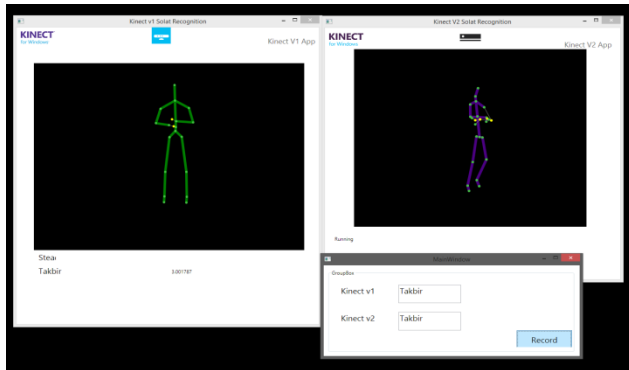 Kinect v1 Solat Recognition
KINECT
for Windows
Kinect V1 App
Steac
Takbir
3.001787
Kinect V2 Solat Recognition
KINECT
for Windows
Kinect V2 App
Running
MainWindow
GroupBox
Kinect v1
Takbir
Kinect v2
Takbir
Record